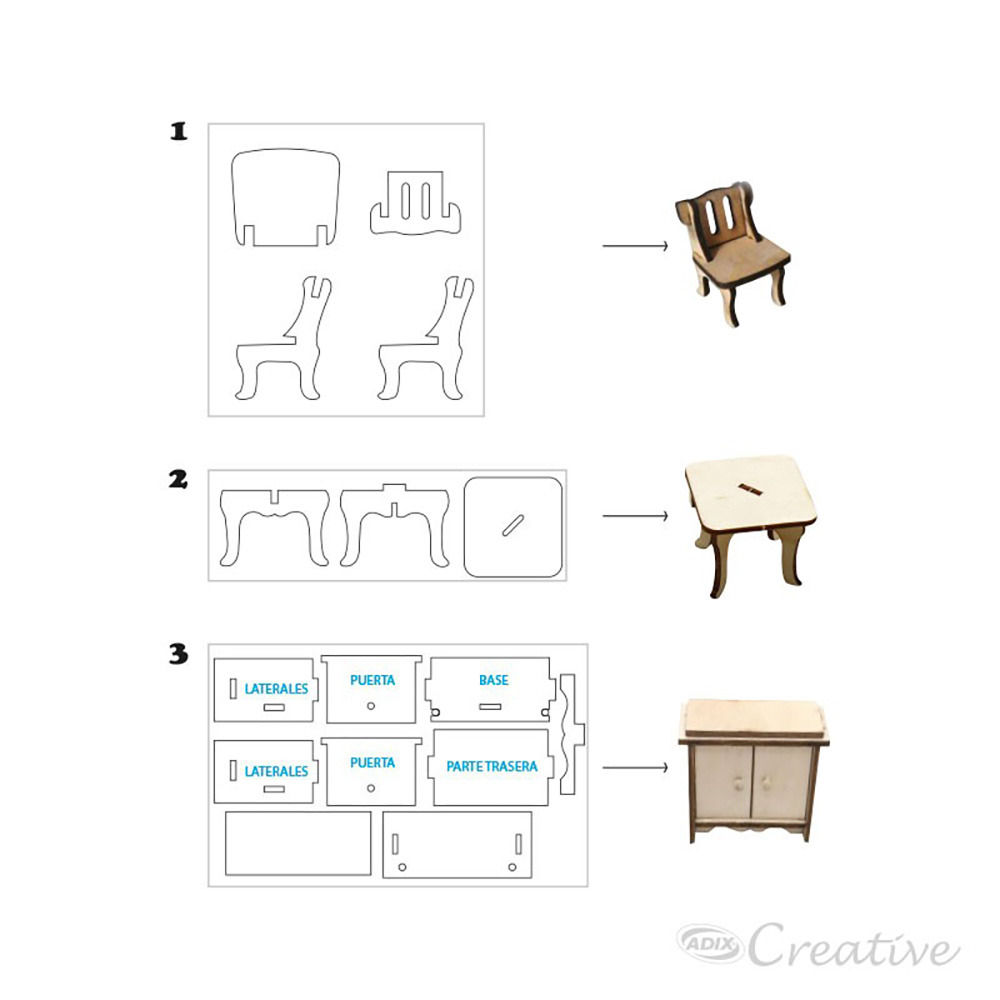 1
2
3
LATERALES
PUERTA
BASE
LATERALES
PUERTA
PARTE TRASERA
ADIX Creative